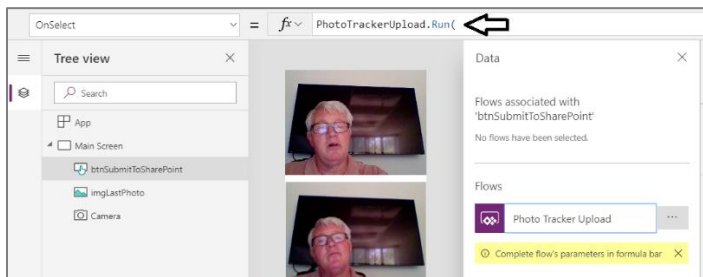 OnSelect = fx PhotoTrackerUpload.Run(
Tree view
Data
Search
Flows associated with
'btnSubmitToSharePoint'
App
No flows have been selected.
Main Screen
btnSubmitToSharePoint
Flows
imgLastPhoto
Camera
Photo Tracker Upload ...
Complete flow's parameters in formula bar